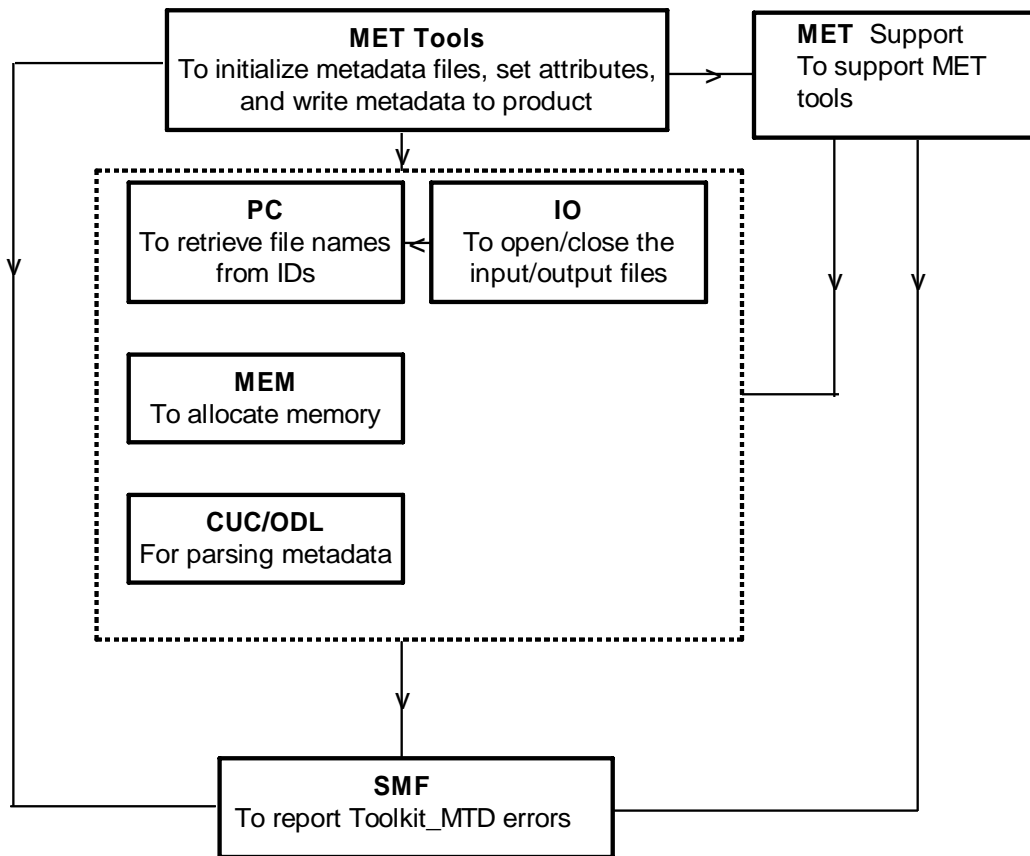 MET Tools
To initialize metadata files, set attributes,
and write metadata to product
MET Support
To support MET
tools
PC
To retrieve file names
from IDs
IO
To open/close the
input/output files
MEM
To allocate memory
CUC/ODL
For parsing metadata
SMF
To report Toolkit_MTD errors